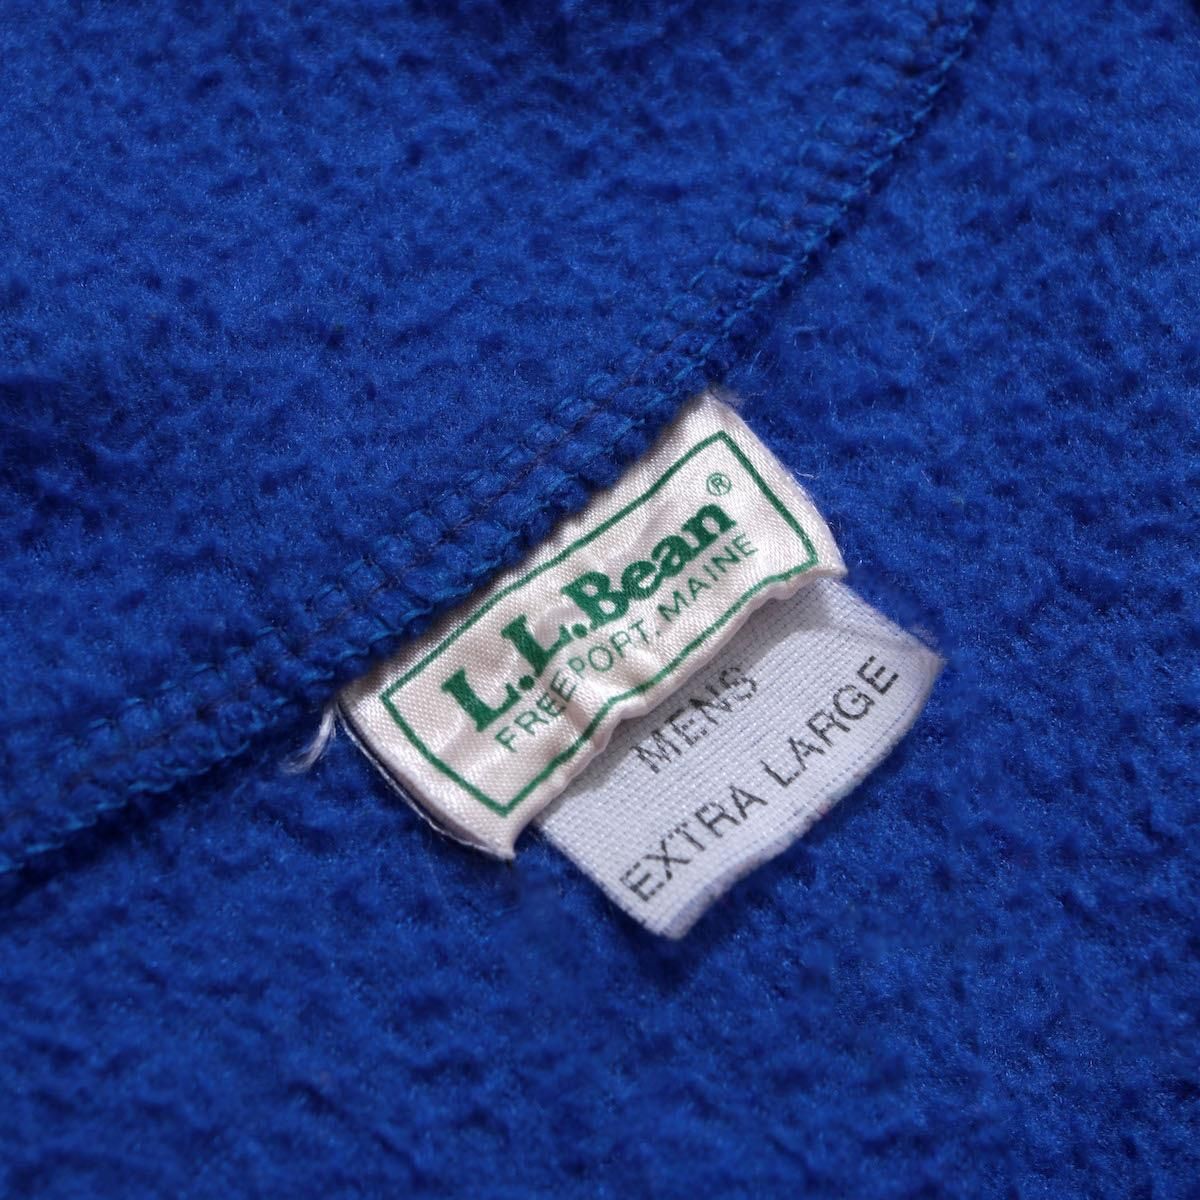 L.L.Bean®
FREEPORT, MAINE
MENS
EXTRA LARGE